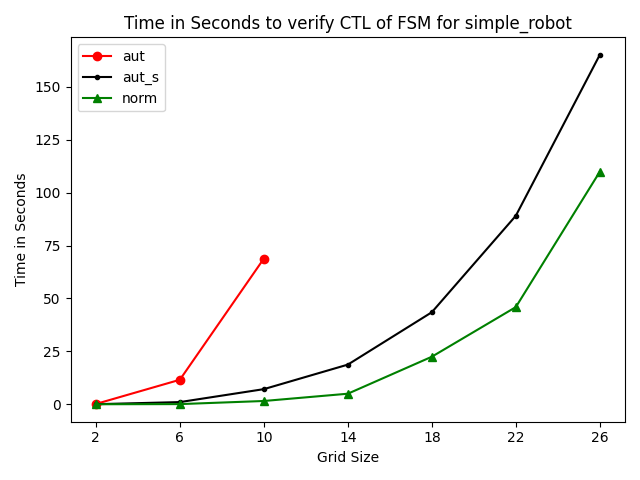 Time in Seconds to verify CTL of FSM for simple_robot
aut
aut_s
norm
Time in Seconds
150
125
100
75
50
25
0
2 6 10 14 18 22 26
Grid Size